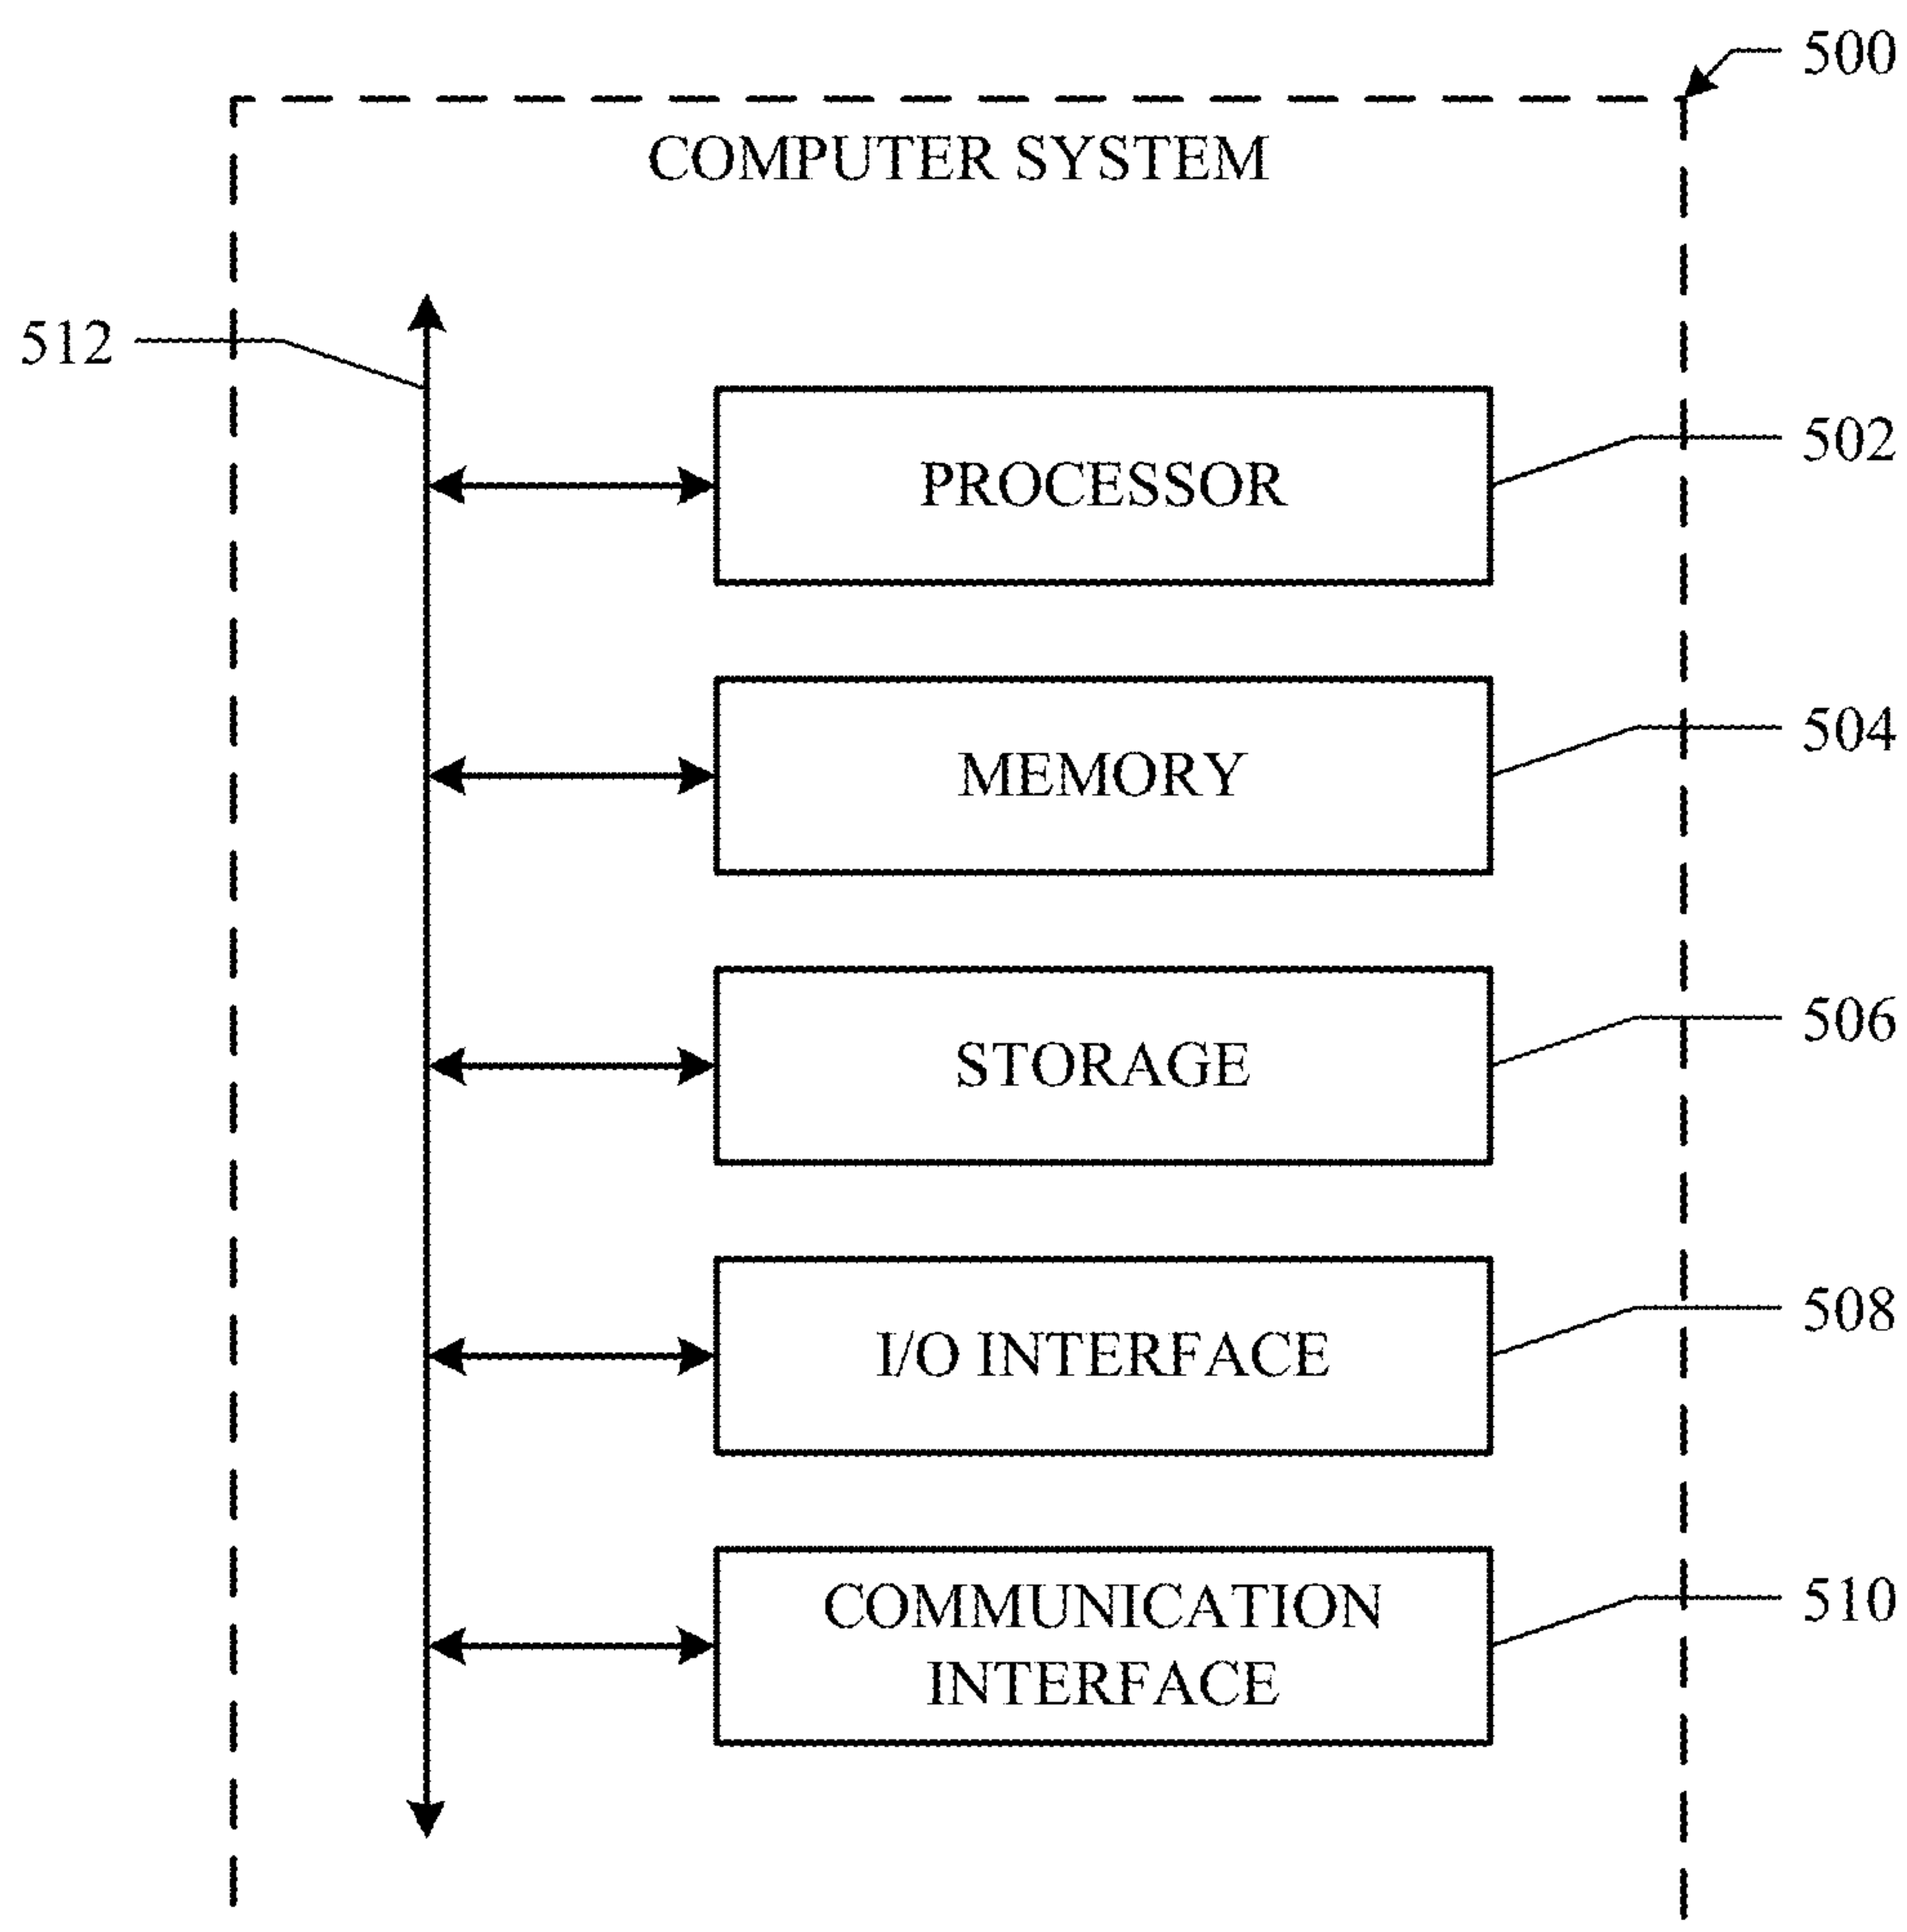 500
COMPUTER SYSTEM
512
PROCESSOR
502
MEMORY
504
STORAGE
506
I/O INTERFACE
508
COMMUNICATION
INTERFACE
510